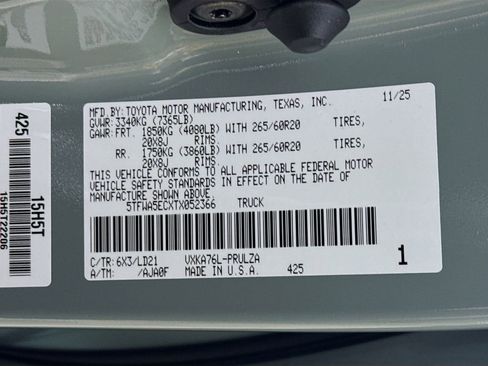 MFD.BY: TOYOTA MOTOR MANUFACTURING, TEXAS, INC. 11/25
GVWR: 3340KG (7365LB)
GAWR: FRT. 1850KG (4080LB) WITH 265/60R20 TIRES,
20X8J RIMS
RR. 1750KG (3860LB) WITH 265/60R20 TIRES,
20X8J RIMS
THIS VEHICLE CONFORMS TO ALL APPLICABLE FEDERAL MOTOR
VEHICLE SAFETY STANDARDS IN EFFECT ON THE DATE OF
MANUFACTURE SHOWN ABOVE.
5TFWA5ECXTX052366 TRUCK
C/TR: 6X3/LD21 VXKA76L-PRULZA 1
A/TM: /AJA0F MADE IN U.S.A. 425
425
15H5T
15H5T22206